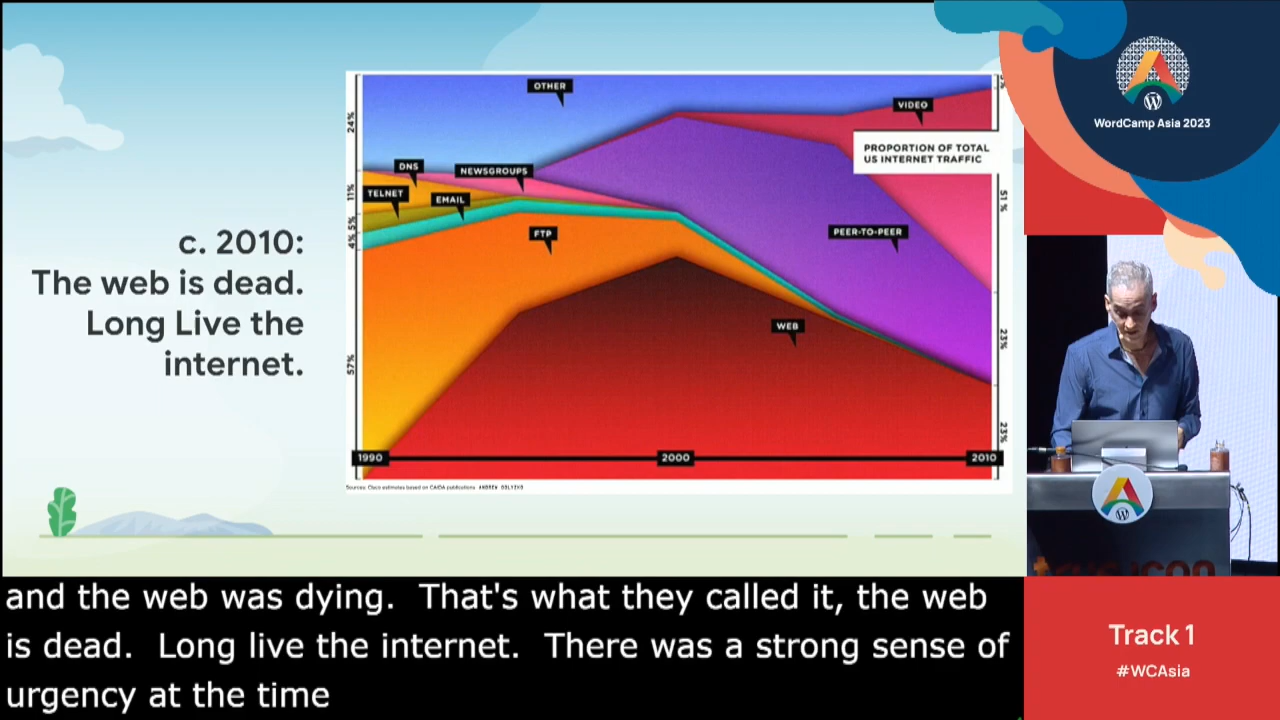 c. 2010:
The web is dead.
Long Live the
internet.
OTHER
VIDEO
PROPORTION OF TOTAL
US INTERNET TRAFFIC
DNS
NEWSGROUPS
TELNET
EMAIL
FTP
PEER-TO-PEER
WEB
24%
11%
5%
4%
57%
51%
23%
23%
1990
2000
2010
Sources: Cisco estimates based on CAIDA publications ANDREW ODLYZKO
WordCamp Asia 2023
and the web was dying. That's what they called it, the web
is dead. Long live the internet. There was a strong sense of
urgency at the time
Track 1
#WCAsia